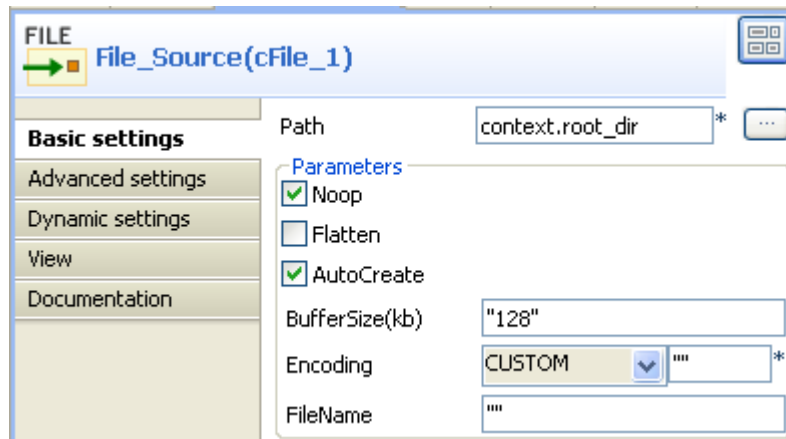 FILE
File_Source(cFile_1)
Basic settings
Advanced settings
Dynamic settings
View
Documentation
Path context.root_dir * ...
Parameters
Noop
Flatten
AutoCreate
BufferSize(kb) "128"
Encoding CUSTOM "" *
FileName ""